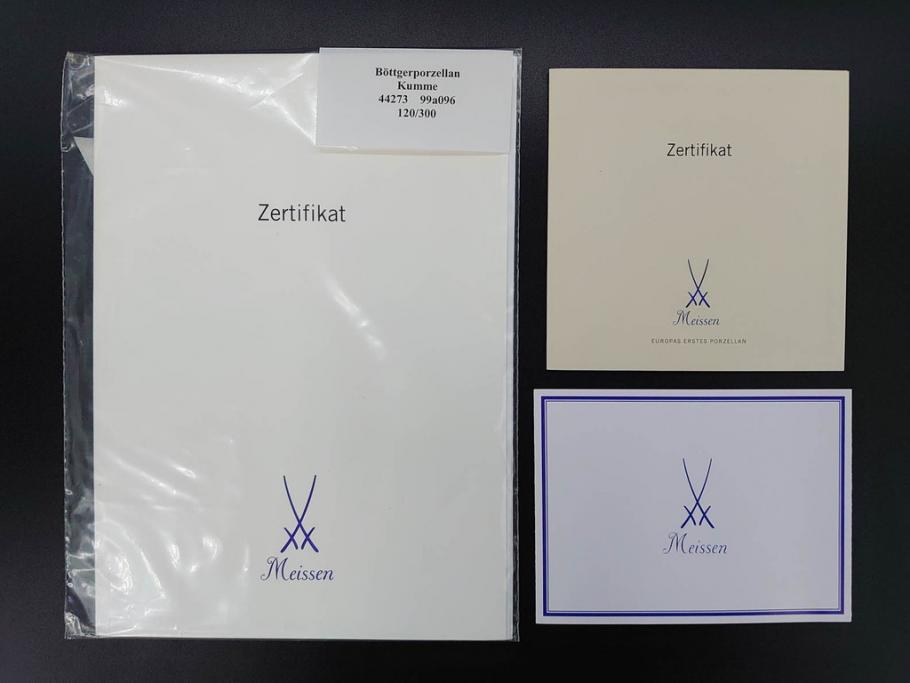 Böttgerporzellan
Kumme
44273 99a096
120/300
Zertifikat
Meissen
Zertifikat
Meissen
EUROPAS ERSTES PORZELLAN
Meissen